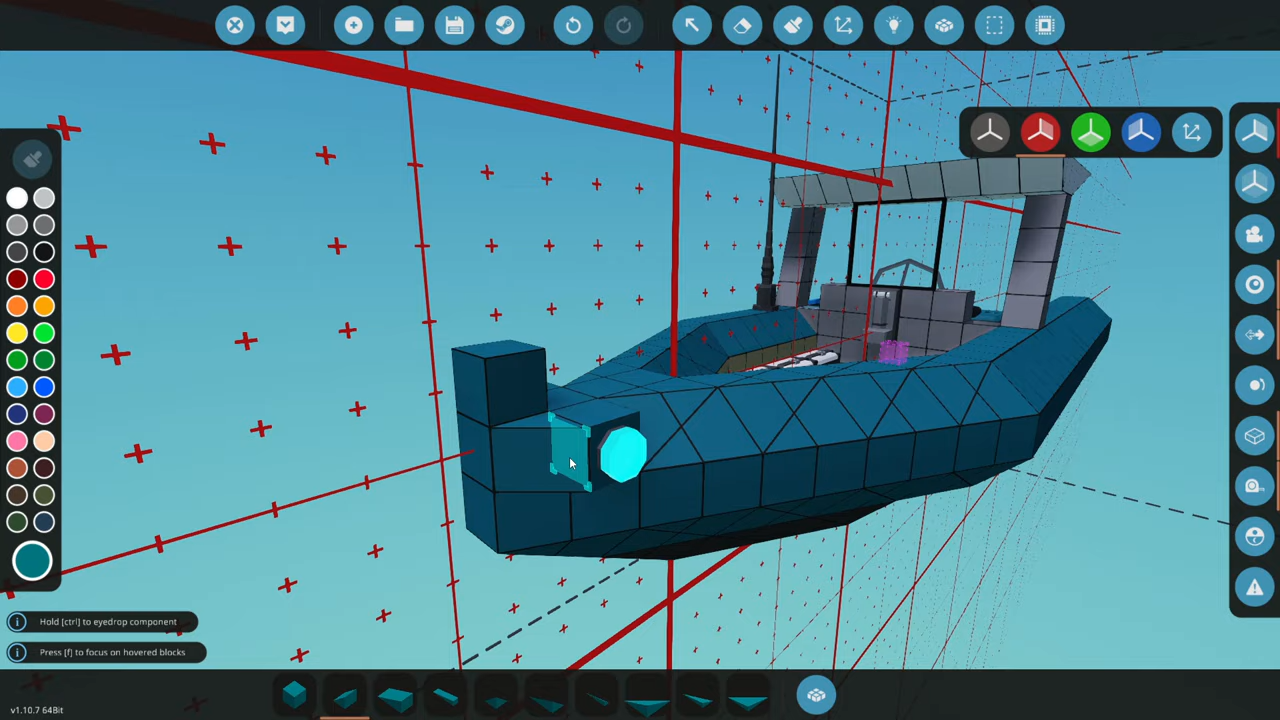 Hold [ctrl] to eyedrop component
Press [f] to focus on hovered blocks
v1.10.7 64Bit